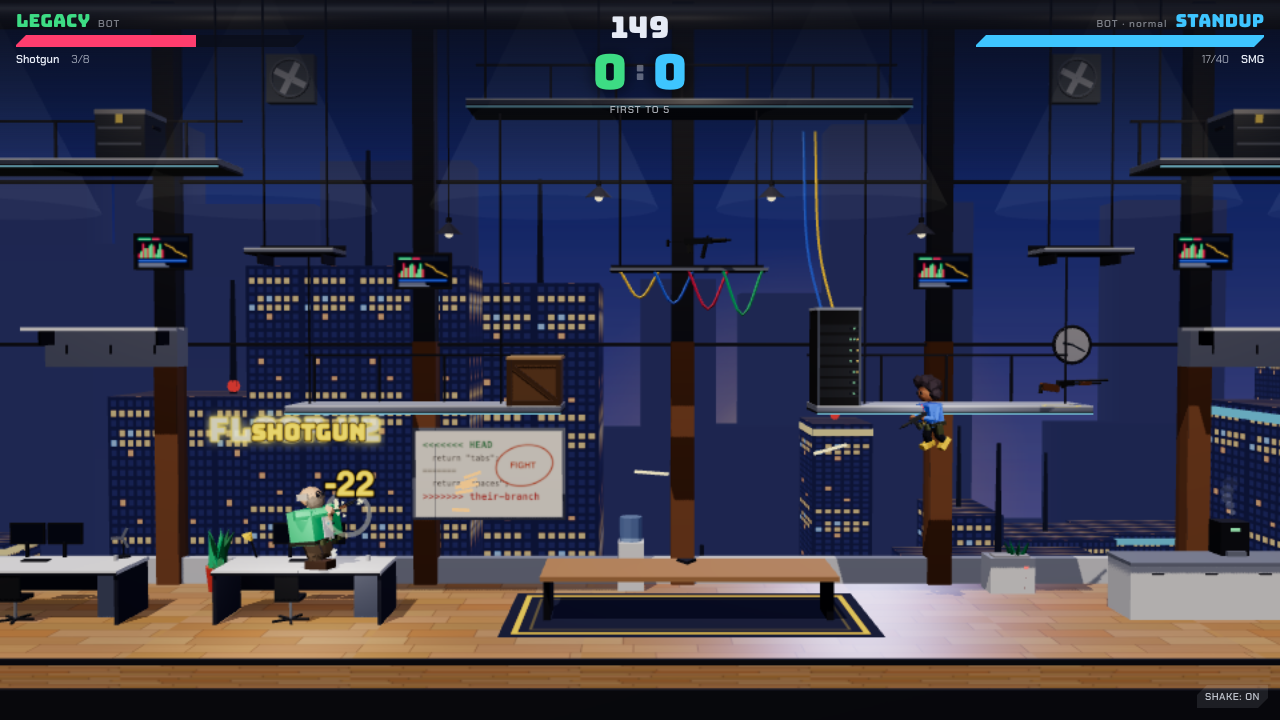 LEGACY BOT
Shotgun 3/8
149
0 : 0
FIRST TO 5
BOT · normal STANDUP
17/40 SMG
SHOTGUN
-22
<<<<<<< HEAD
return "tabs";
=======
return
>>>>>>> their-branch
FIGHT
SHAKE: ON